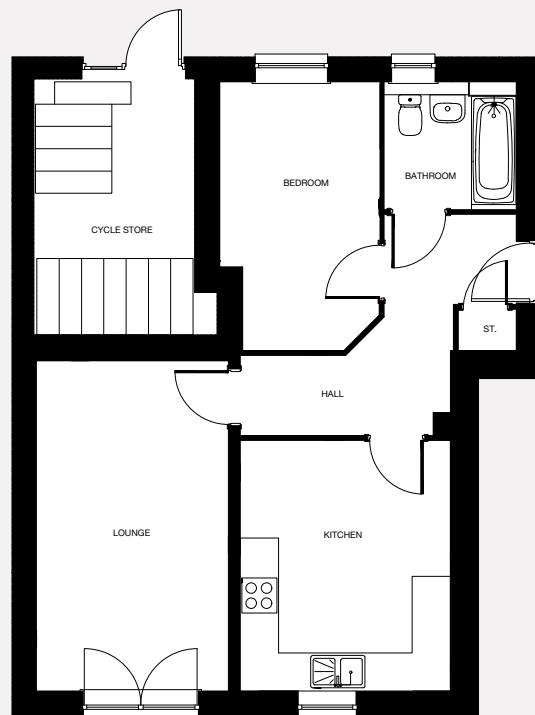 BEDROOM
BATHROOM
CYCLE STORE
ST.
HALL
LOUNGE
KITCHEN